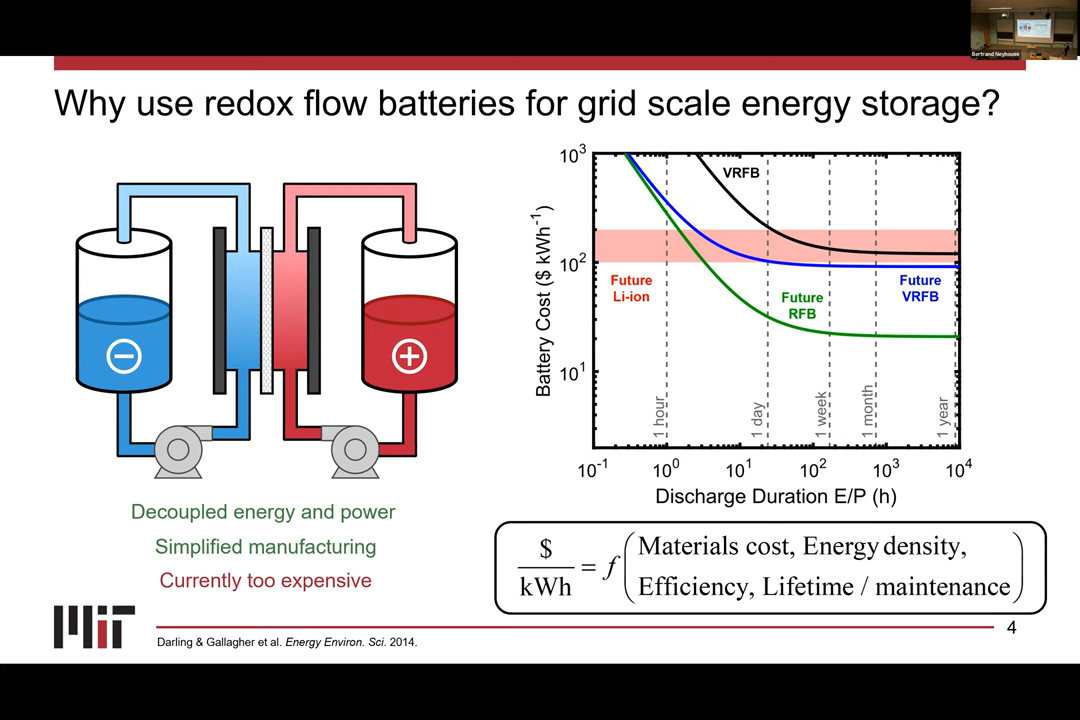 Bertrand Neyhouse
Why use redox flow batteries for grid scale energy storage?
−
+
Decoupled energy and power
Simplified manufacturing
Currently too expensive
Battery Cost ($ kWh⁻¹)
10³
10²
10¹
VRFB
Future
Li-ion
Future
RFB
Future
VRFB
1 hour
1 day
1 week
1 month
1 year
10⁻¹ 10⁰ 10¹ 10² 10³ 10⁴
Discharge Duration E/P (h)
$
kWh
= f
( Materials cost, Energy density,
Efficiency, Lifetime / maintenance )
MIT
Darling & Gallagher et al. Energy Environ. Sci. 2014.
4